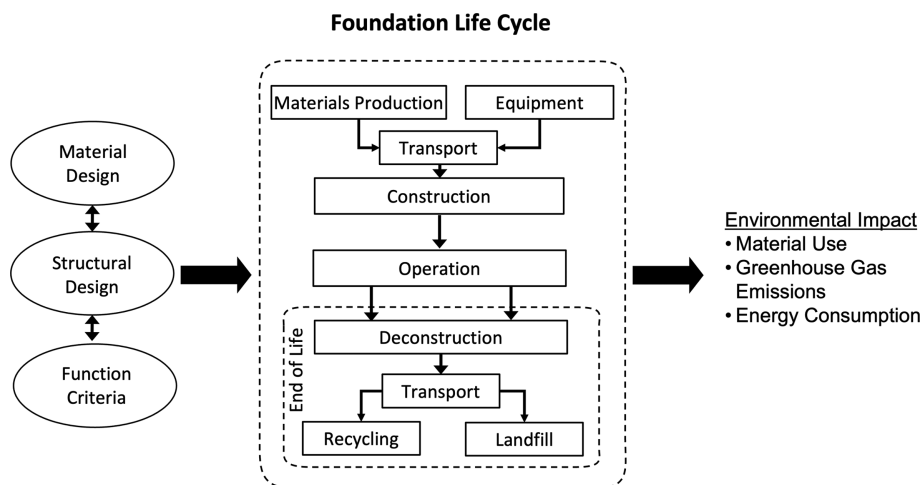 Foundation Life Cycle
Material
Design
Structural
Design
Function
Criteria
Materials Production
Equipment
Transport
Construction
Operation
End of Life
Deconstruction
Transport
Recycling
Landfill
Environmental Impact
• Material Use
• Greenhouse Gas
Emissions
• Energy Consumption